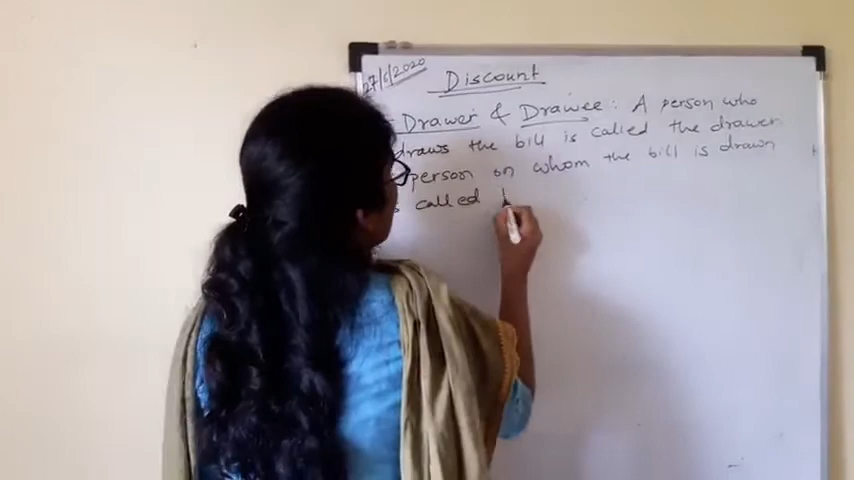 27/6/2020
Discount
Drawer & Drawee : A person who
draws the bill is called the drawer
person on whom the bill is drawn
called